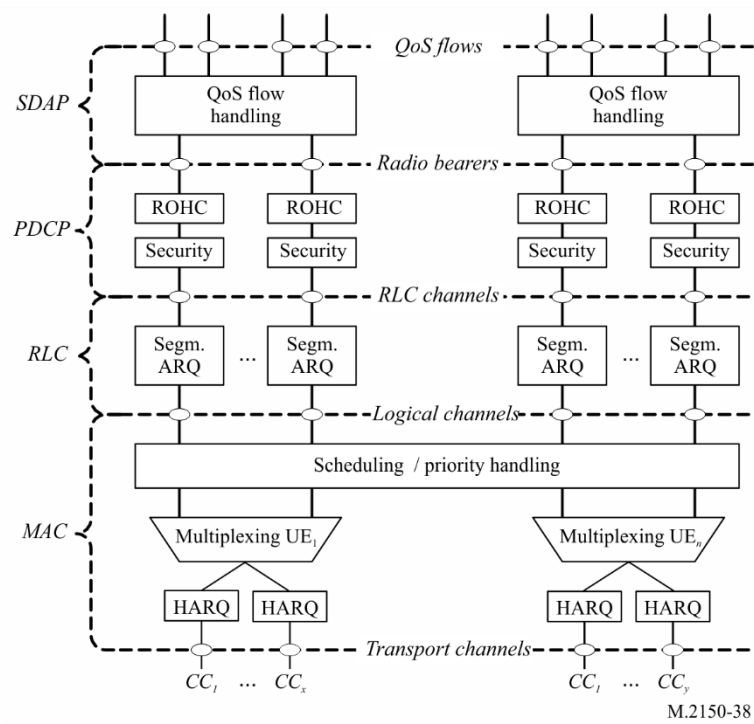 QoS flows
SDAP
QoS flow handling
QoS flow handling
Radio bearers
PDCP
ROHC ROHC ROHC ROHC
Security Security Security Security
RLC channels
RLC
Segm. ARQ ... Segm. ARQ
Segm. ARQ ... Segm. ARQ
Logical channels
Scheduling / priority handling
MAC
Multiplexing UE1 Multiplexing UEn
HARQ HARQ HARQ HARQ
Transport channels
CC1 ... CCx CC1 ... CCy
M.2150-38